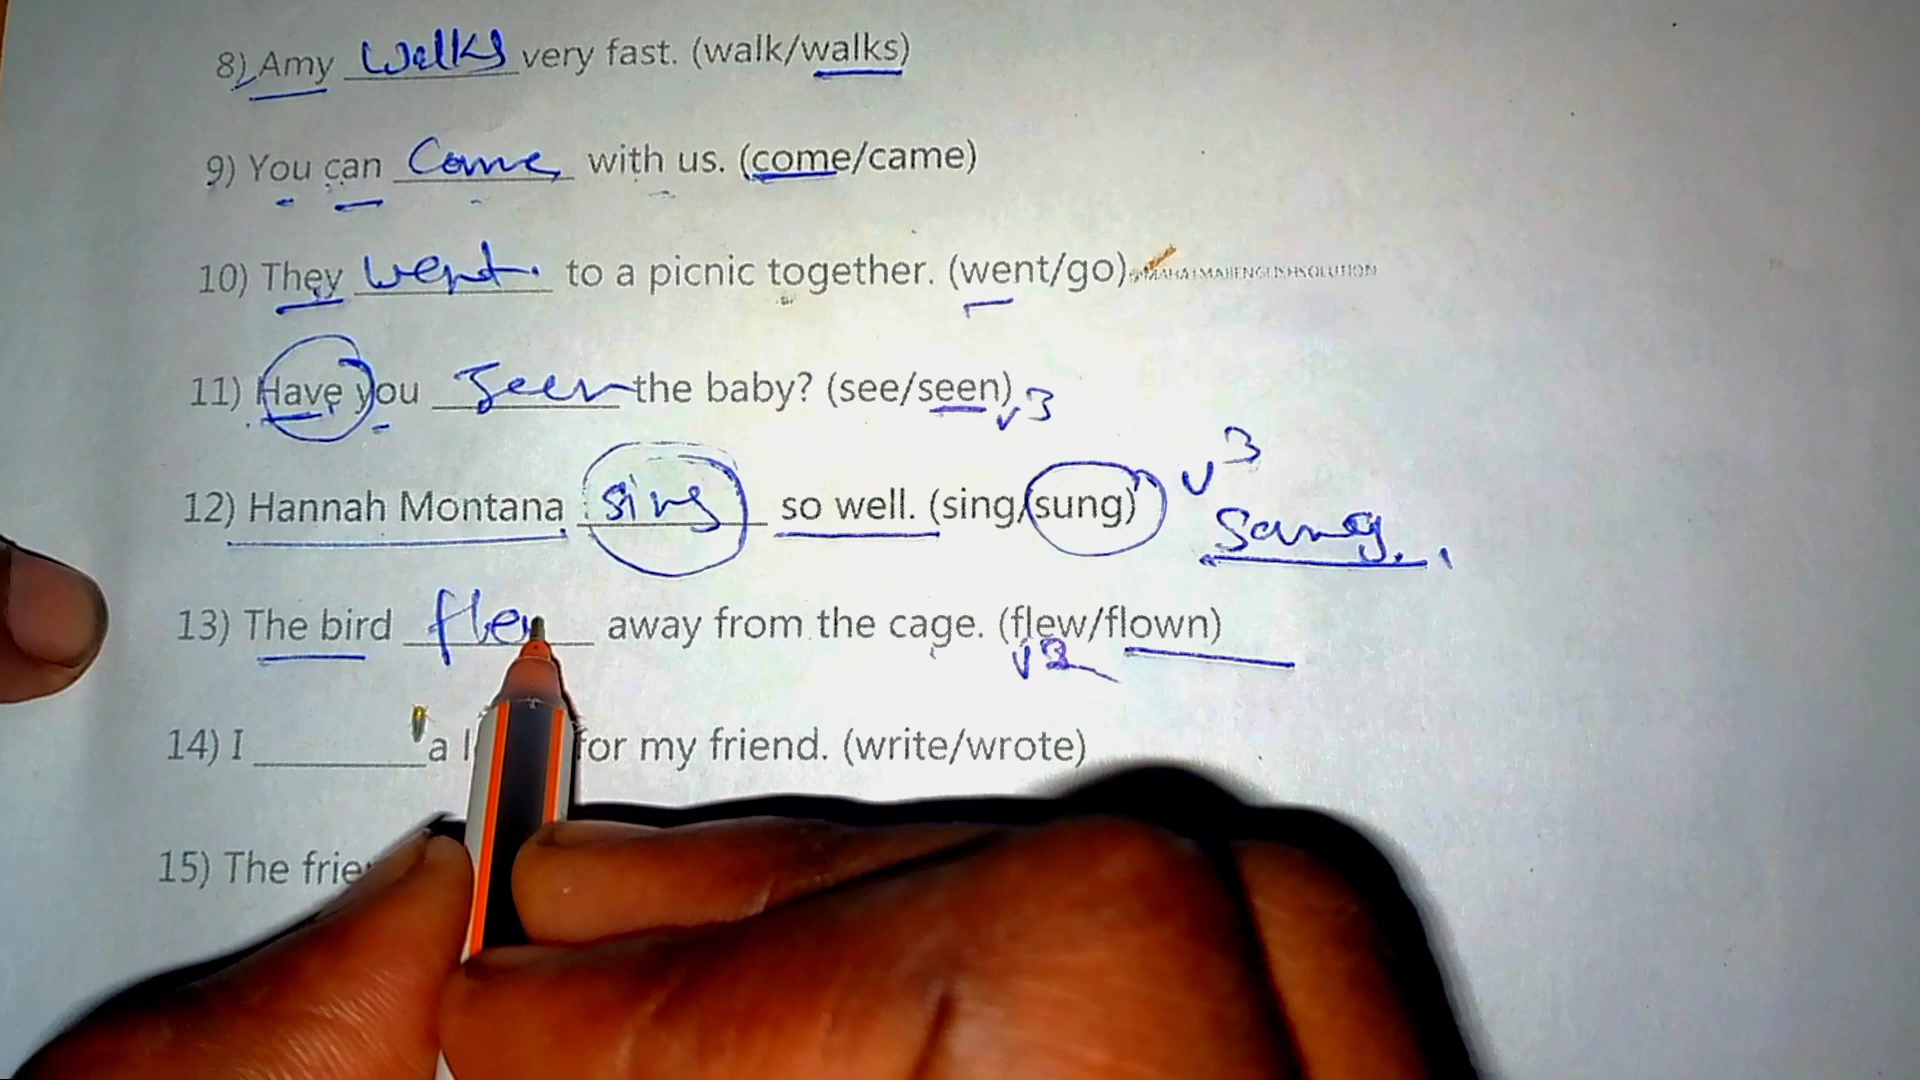 8) Amy walks very fast. (walk/walks)
9) You can come with us. (come/came)
10) They went to a picnic together. (went/go) @MAHATMAJIENGLISHSOLUTION
11) Have you seen the baby? (see/seen) v3
12) Hannah Montana sing so well. (sing/sung) v3 Sang
13) The bird flew away from the cage. (flew/flown) v2
14) I ________ a l for my friend. (write/wrote)
15) The frie